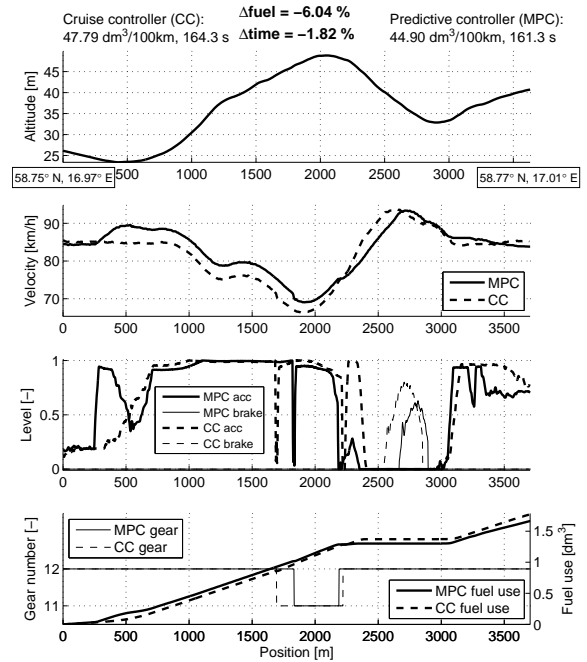 Cruise controller (CC):
47.79 dm³/100km, 164.3 s
Δfuel = −6.04 %
Δtime = −1.82 %
Predictive controller (MPC):
44.90 dm³/100km, 161.3 s
Altitude [m]
45
40
35
30
25
0 500 1000 1500 2000 2500 3000 3500
58.75° N, 16.97° E
58.77° N, 17.01° E
Velocity [km/h]
90
80
70
MPC
CC
0 500 1000 1500 2000 2500 3000 3500
Level [−]
1
0.5
0
MPC acc
MPC brake
CC acc
CC brake
0 500 1000 1500 2000 2500 3000 3500
Gear number [−]
12
11
MPC gear
CC gear
MPC fuel use
CC fuel use
1.5
1
0.5
0
Fuel use [dm³]
0 500 1000 1500 2000 2500 3000 3500
Position [m]